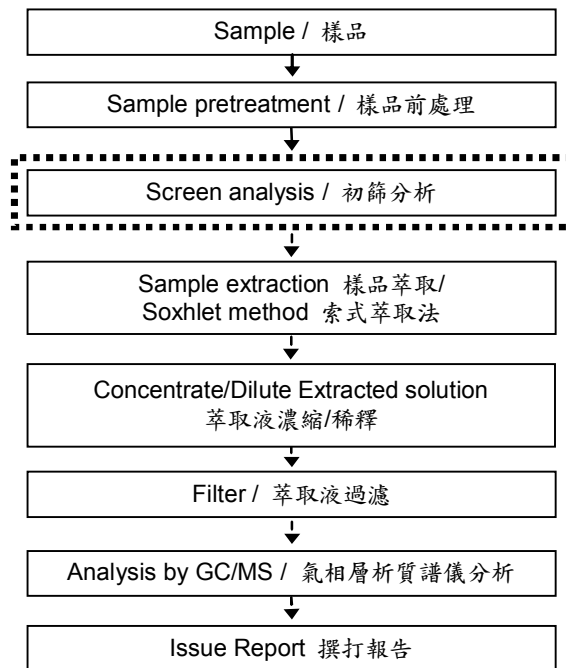 Sample / 樣品
Sample pretreatment / 樣品前處理
Screen analysis / 初篩分析
Sample extraction 樣品萃取/
Soxhlet method 索式萃取法
Concentrate/Dilute Extracted solution
萃取液濃縮/稀釋
Filter / 萃取液過濾
Analysis by GC/MS / 氣相層析質譜儀分析
Issue Report 撰打報告